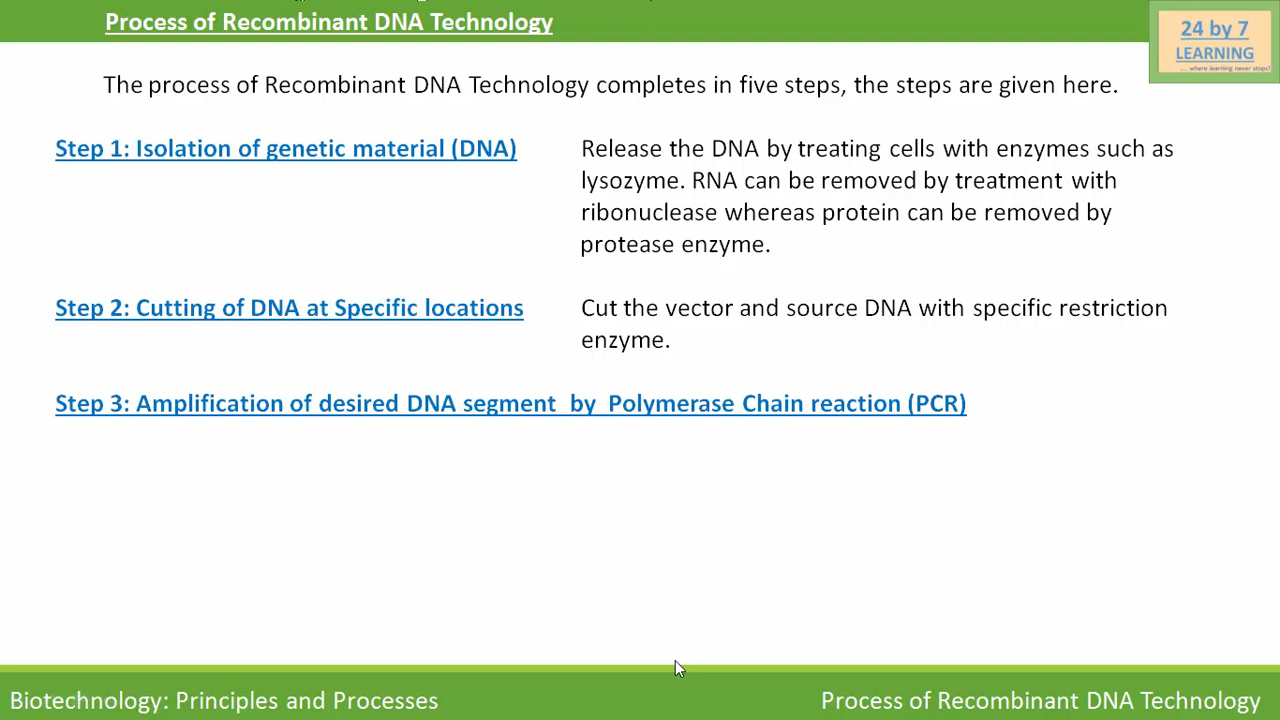 Process of Recombinant DNA Technology
24 by 7
LEARNING
.... where learning never stops!
The process of Recombinant DNA Technology completes in five steps, the steps are given here.
Step 1: Isolation of genetic material (DNA)
Release the DNA by treating cells with enzymes such as
lysozyme. RNA can be removed by treatment with
ribonuclease whereas protein can be removed by
protease enzyme.
Step 2: Cutting of DNA at Specific locations
Cut the vector and source DNA with specific restriction
enzyme.
Step 3: Amplification of desired DNA segment by Polymerase Chain reaction (PCR)
Biotechnology: Principles and Processes
Process of Recombinant DNA Technology